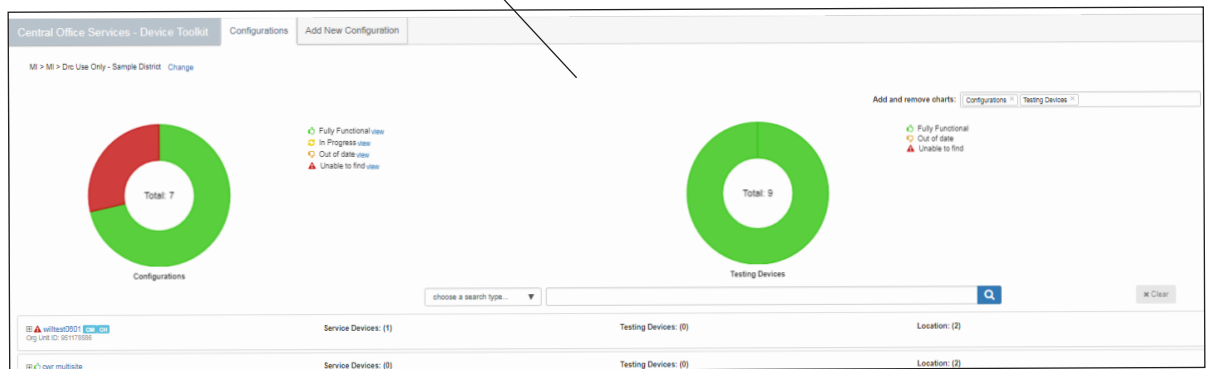 Central Office Services - Device Toolkit Configurations Add New Configuration
MI > MI > Drc Use Only - Sample District Change
Add and remove charts: Configurations × Testing Devices ×
Fully Functional view
In Progress view
Out of date view
Unable to find view
Total: 7
Configurations
Fully Functional
Out of date
Unable to find
Total: 9
Testing Devices
choose a search type... ▼
× Clear
willtest0601 Service Devices: (1) Testing Devices: (0) Location: (2)
Org Unit ID: 951178586
pwr multisite Service Devices: (0) Testing Devices: (0) Location: (2)